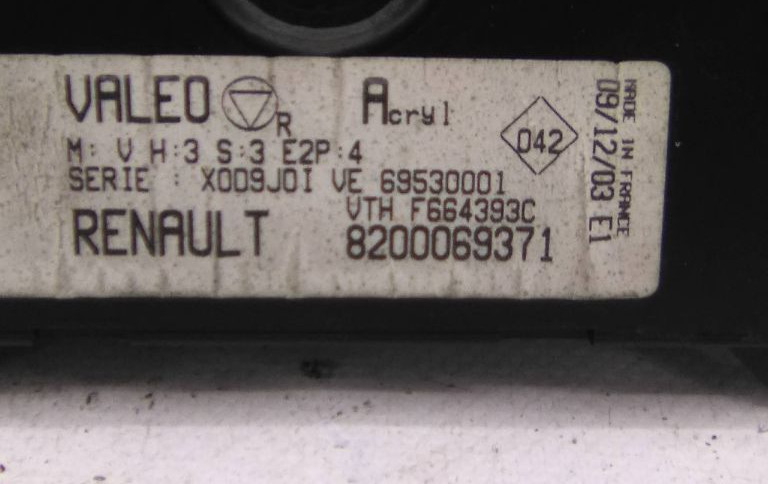 VALEO R Acryl
042
M: V H:3 S:3 E2P:4
SERIE : X009J0I VE 69530001
VTH F664393C
RENAULT 8200069371
MADE IN FRANCE
09/12/03 E1